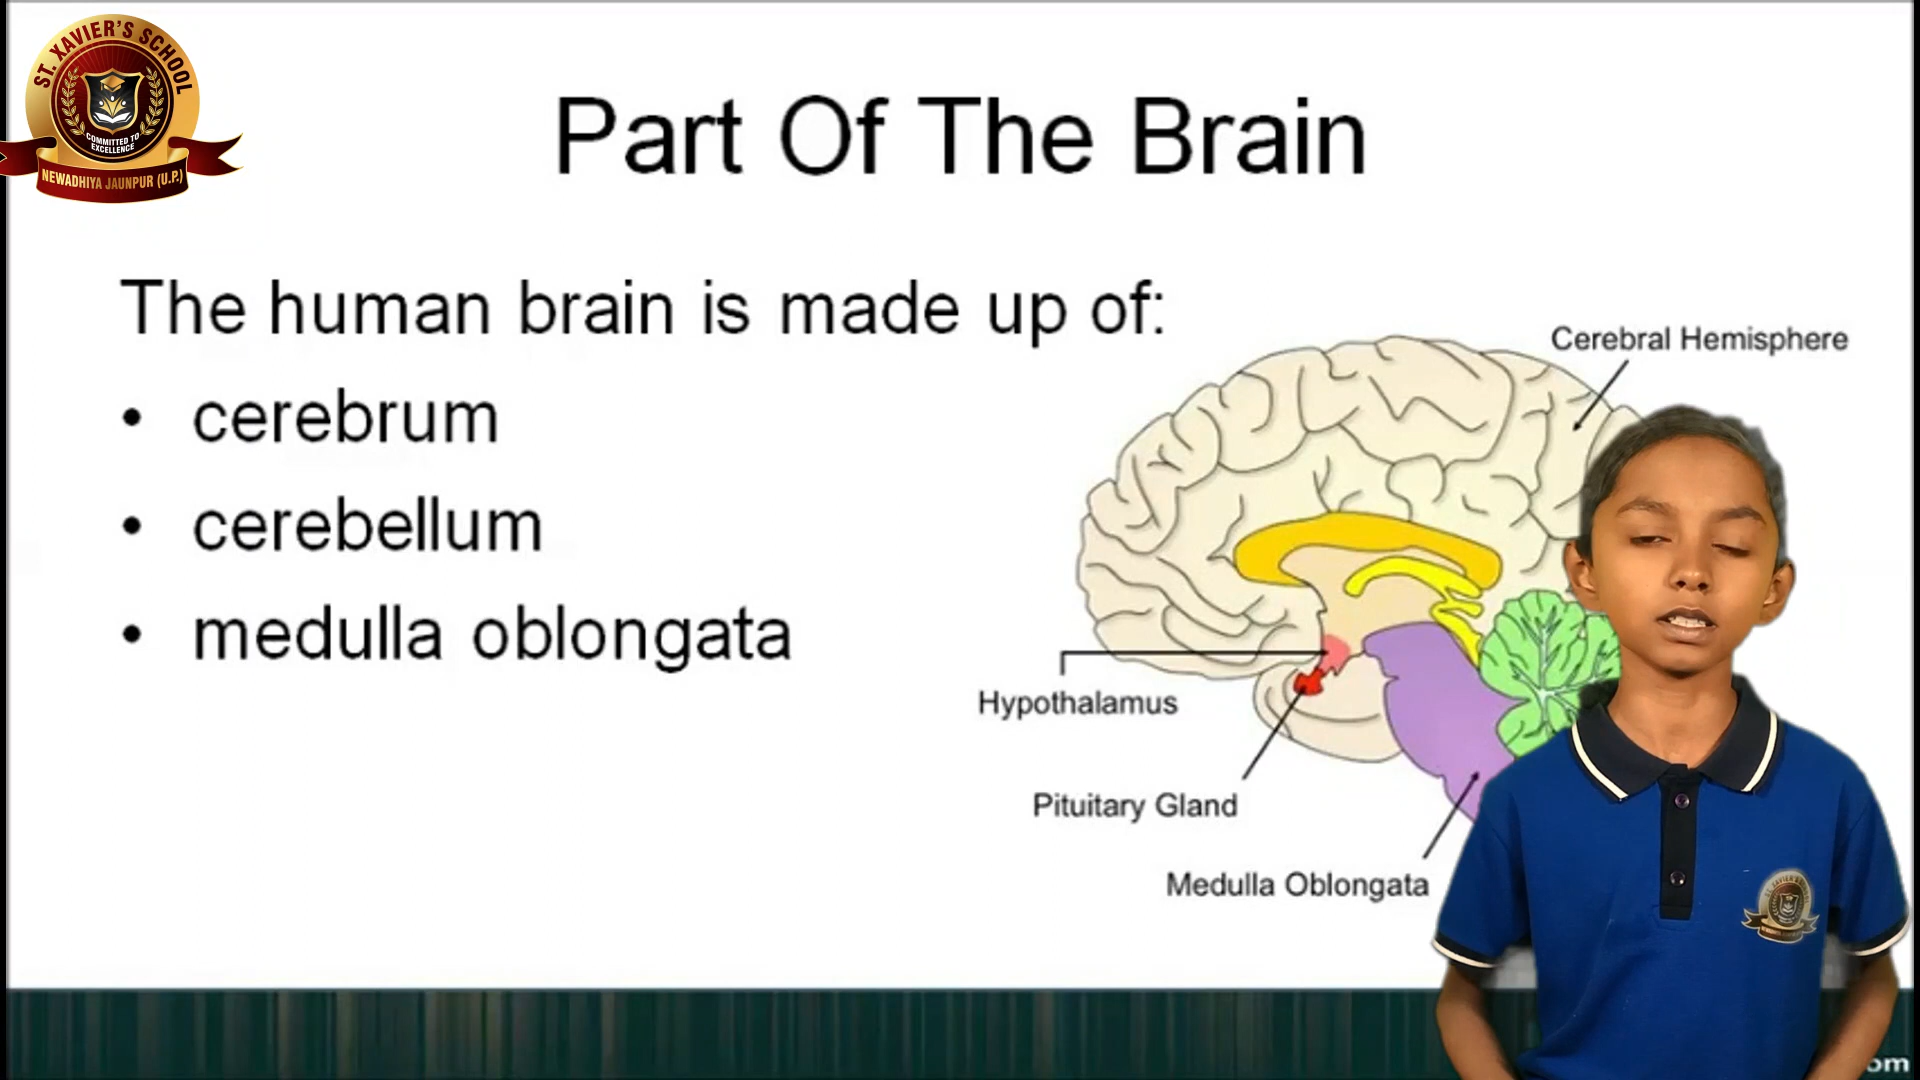 ST. XAVIER'S SCHOOL
COMMITTED TO
EXCELLENCE
NEWADHIYA JAUNPUR (U.P.)
Part Of The Brain
The human brain is made up of:
• cerebrum
• cerebellum
• medulla oblongata
Cerebral Hemisphere
Hypothalamus
Pituitary Gland
Medulla Oblongata
om